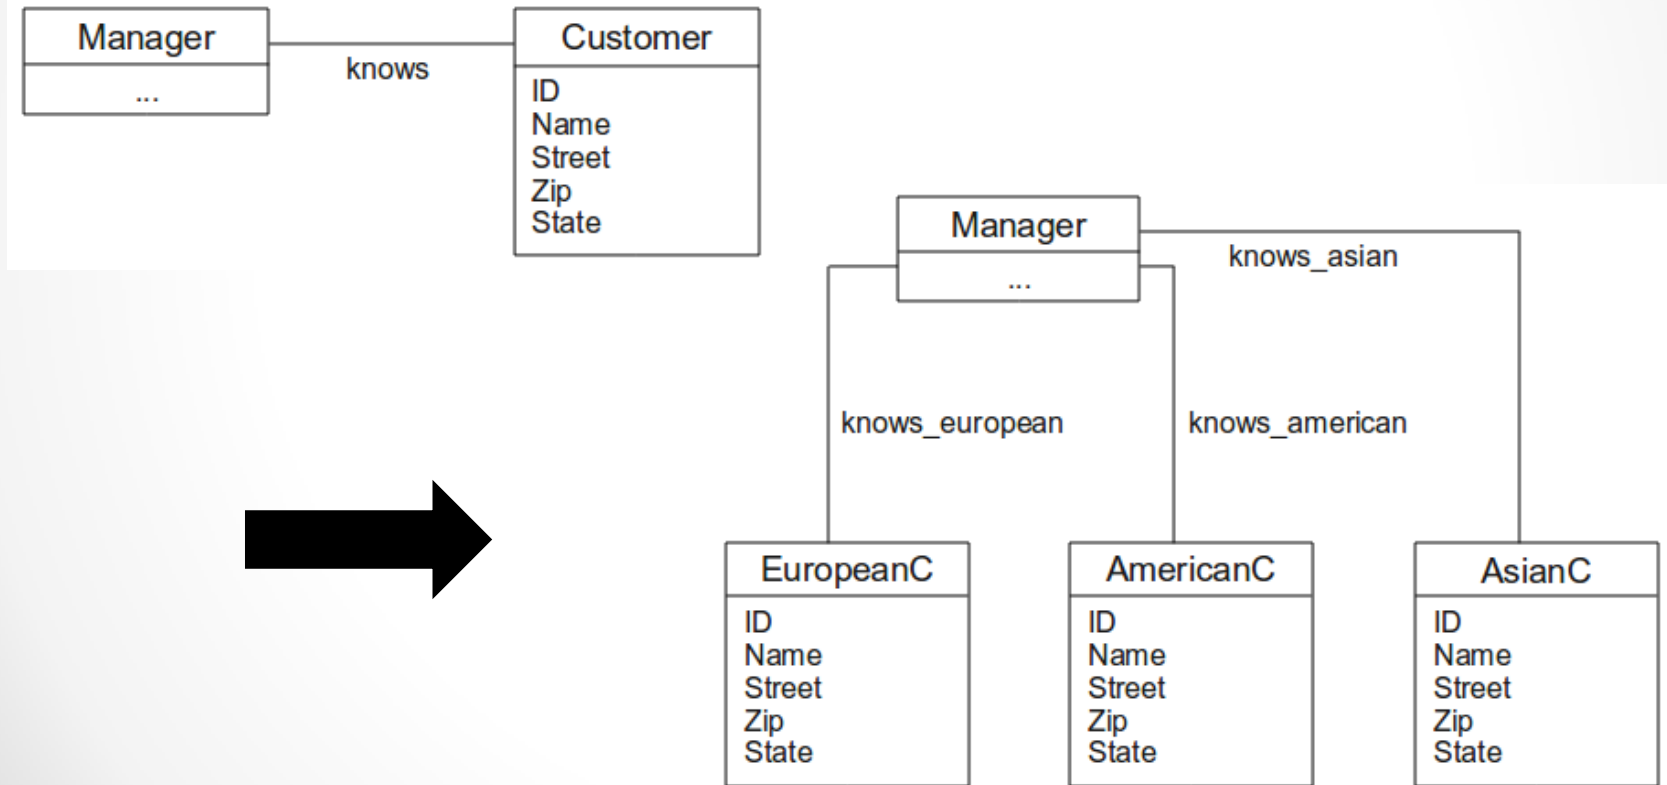 Manager
...
knows
Customer
ID
Name
Street
Zip
State
Manager
...
knows_asian
knows_european
knows_american
EuropeanC
ID
Name
Street
Zip
State
AmericanC
ID
Name
Street
Zip
State
AsianC
ID
Name
Street
Zip
State